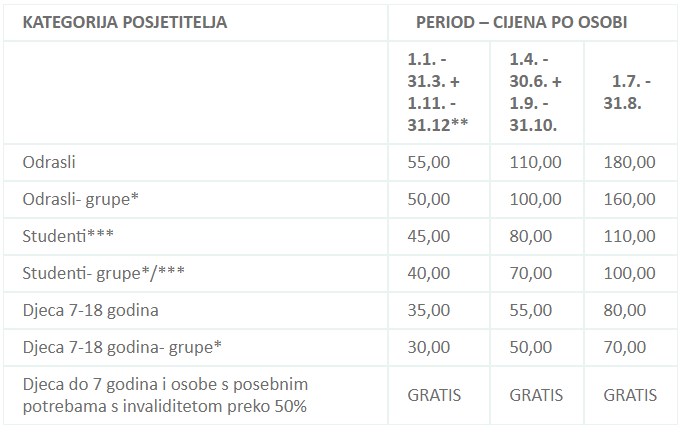 KATEGORIJA POSJETITELJA PERIOD – CIJENA PO OSOBI
1.1. - 31.3. + 1.11. - 31.12** 1.4. - 30.6. + 1.9. - 31.10. 1.7. - 31.8.
Odrasli 55,00 110,00 180,00
Odrasli- grupe* 50,00 100,00 160,00
Studenti*** 45,00 80,00 110,00
Studenti- grupe*/*** 40,00 70,00 100,00
Djeca 7-18 godina 35,00 55,00 80,00
Djeca 7-18 godina- grupe* 30,00 50,00 70,00
Djeca do 7 godina i osobe s posebnim
potrebama s invaliditetom preko 50% GRATIS GRATIS GRATIS